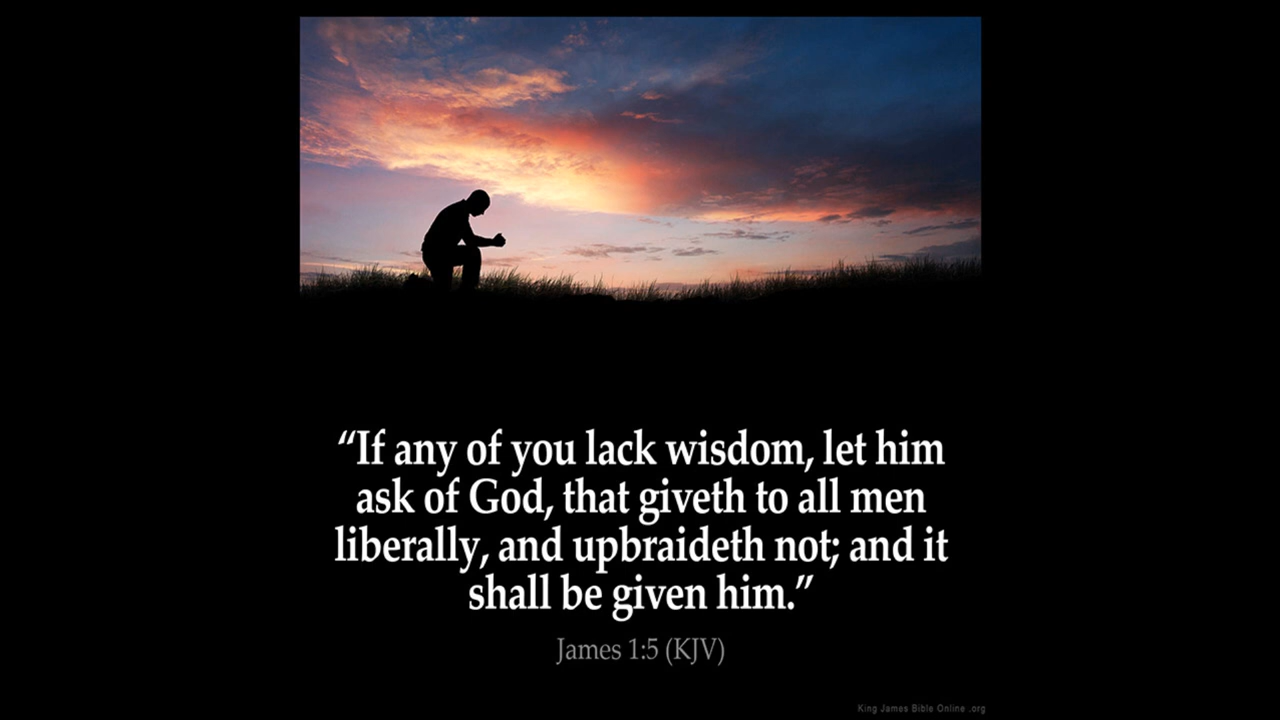 “If any of you lack wisdom, let him
ask of God, that giveth to all men
liberally, and upbraideth not; and it
shall be given him.”
James 1:5 (KJV)
King James Bible Online .org